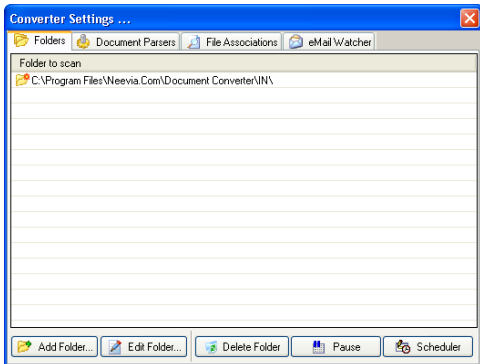 Converter Settings ...
Folders Document Parsers File Associations eMail Watcher
Folder to scan
C:\Program Files\Neevia.Com\Document Converter\IN\
Add Folder... Edit Folder... Delete Folder Pause Scheduler